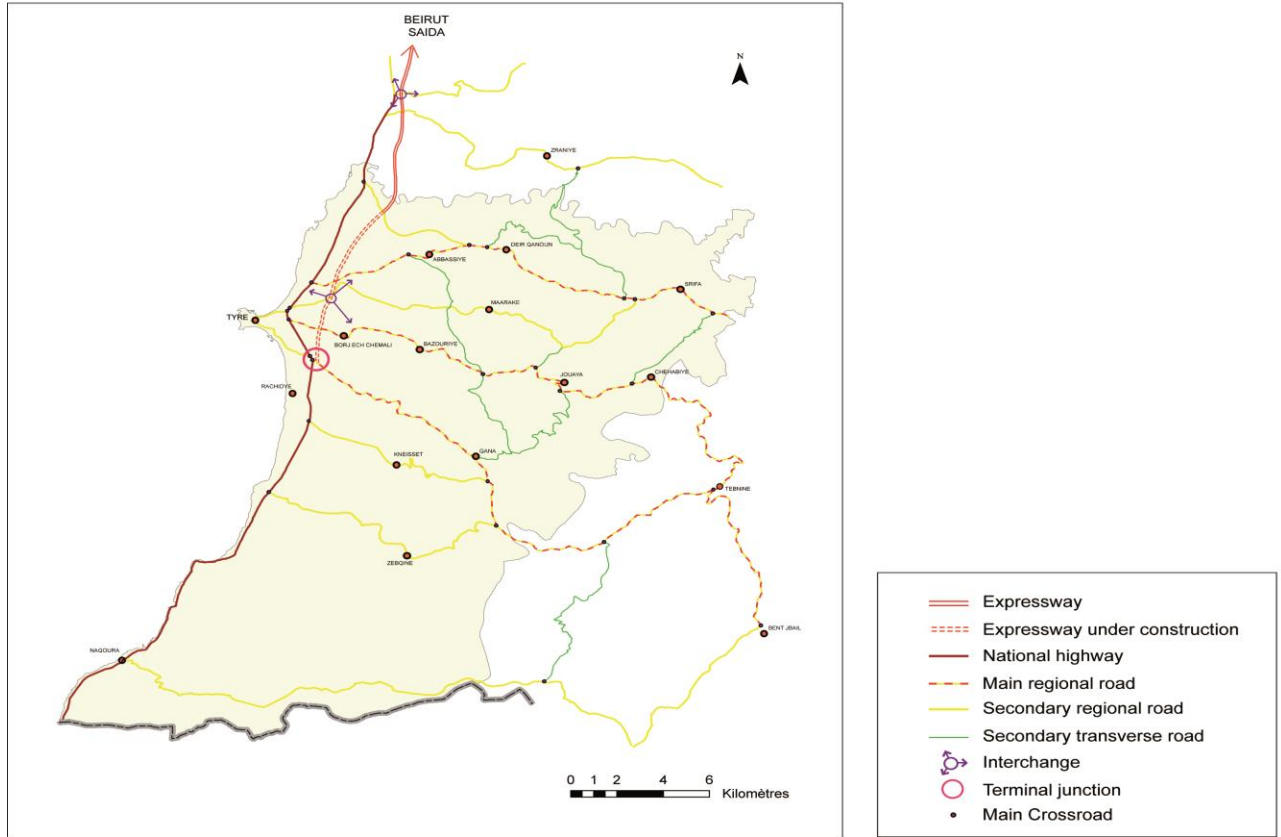 BEIRUT
SAIDA
N
ZRANIYE
DEIR QANOUN
ABBASSIYE
SRIFA
MAARAKE
TYRE
BORJ ECH CHEMALI
BAZOURIYE
JOUAYA
CHEHABIYE
RACHIDYE
QANA
KNEISSET
TEBNINE
ZEBQINE
BENT JBAIL
NAQOURA
0 1 2 4 6
Kilomètres
Expressway
Expressway under construction
National highway
Main regional road
Secondary regional road
Secondary transverse road
Interchange
Terminal junction
Main Crossroad